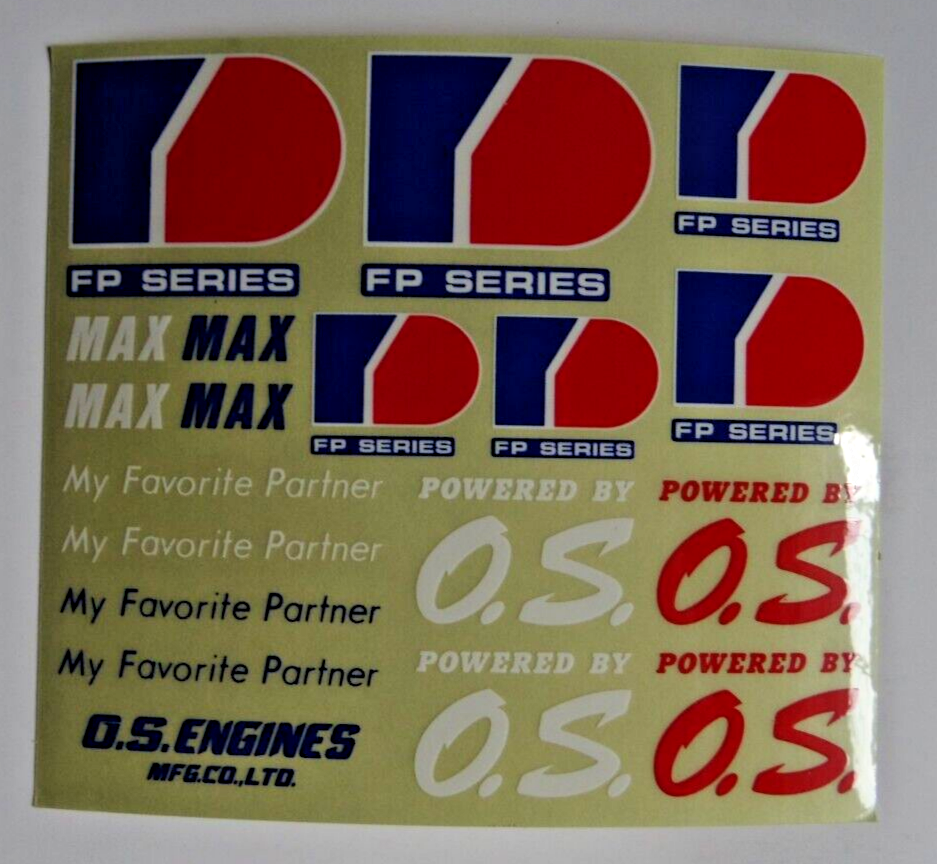 FP SERIES
FP SERIES
FP SERIES
MAX MAX
MAX MAX
FP SERIES
FP SERIES
FP SERIES
My Favorite Partner
My Favorite Partner
My Favorite Partner
My Favorite Partner
POWERED BY
O.S.
POWERED BY
O.S.
POWERED BY
O.S.
POWERED BY
O.S.
O.S.ENGINES
MFG.CO.,LTD.